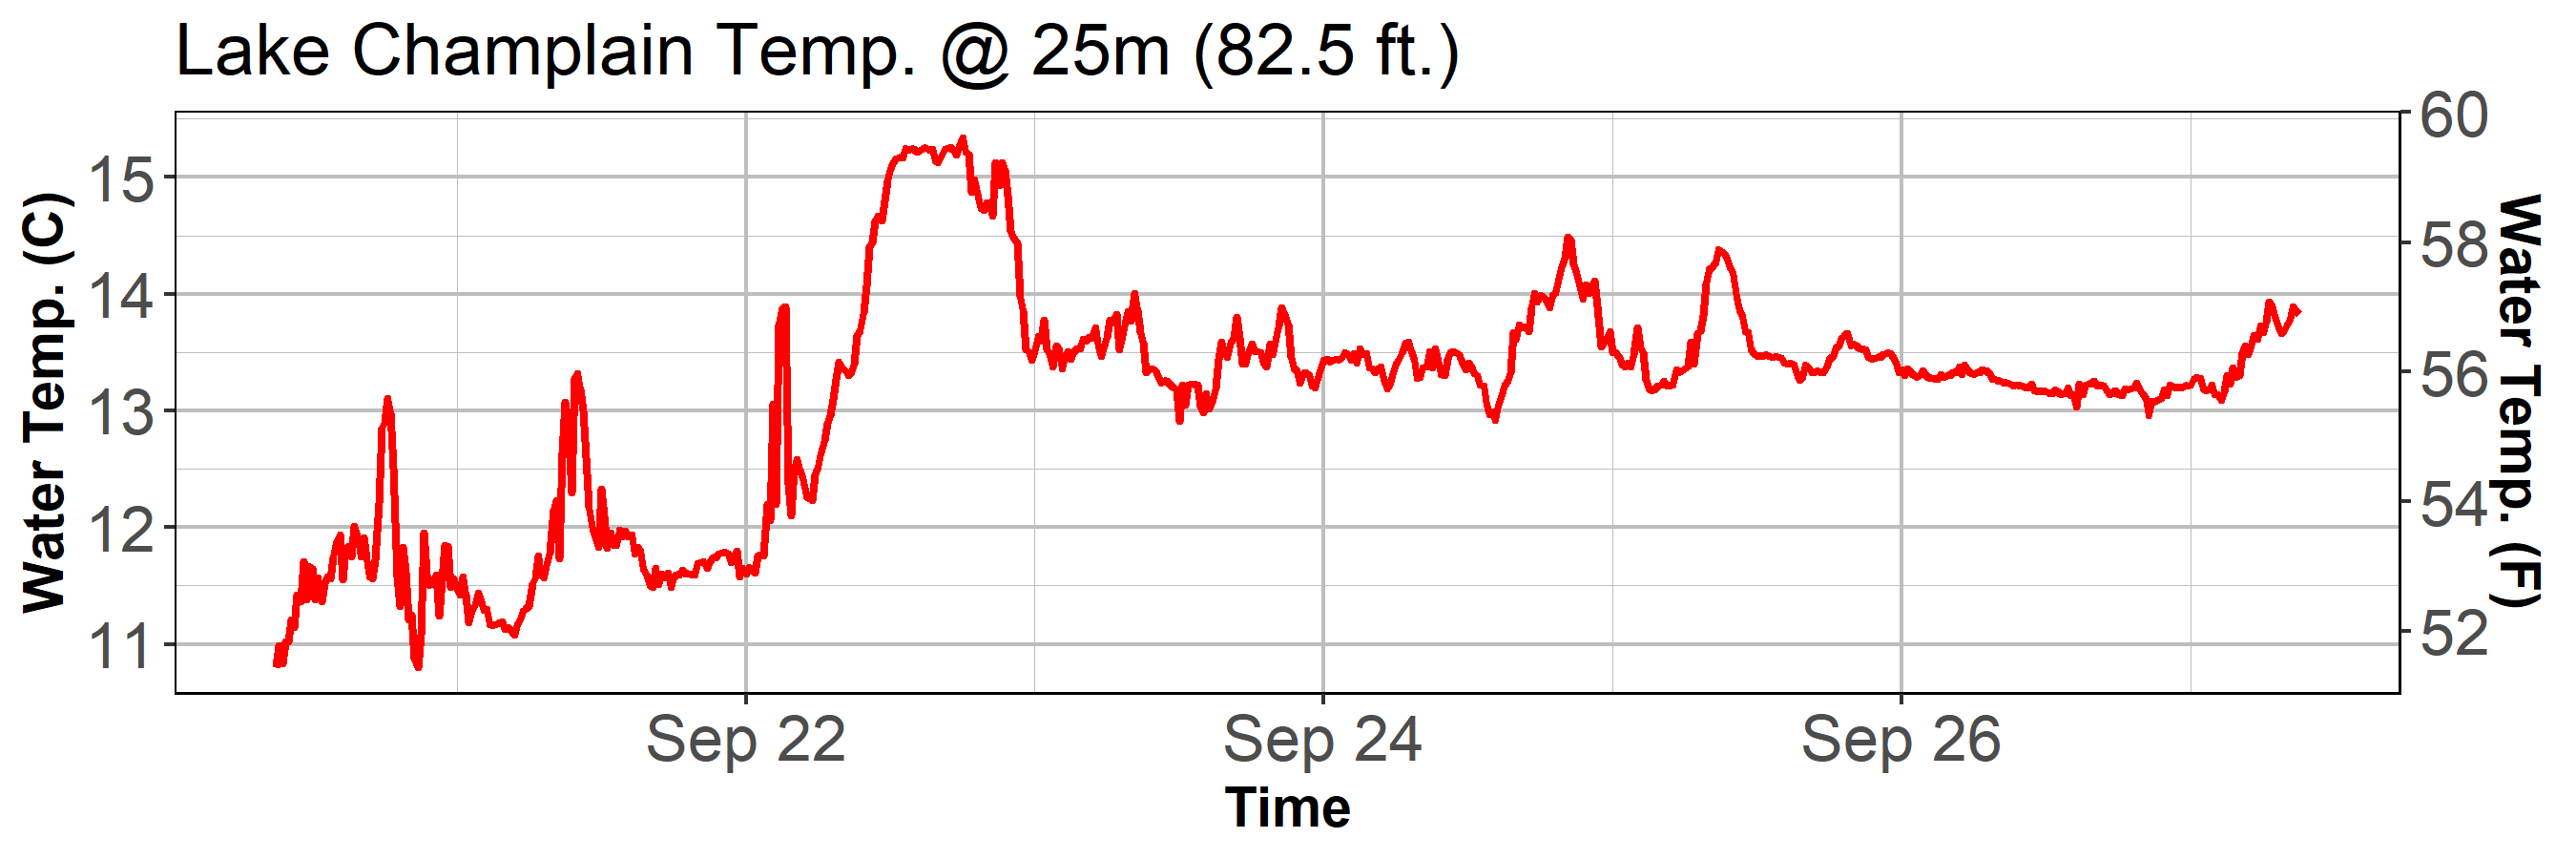 Lake Champlain Temp. @ 25m (82.5 ft.)
Water Temp. (C)
15
14
13
12
11
60
58
56
54
52
Water Temp. (F)
Sep 22
Sep 24
Sep 26
Time